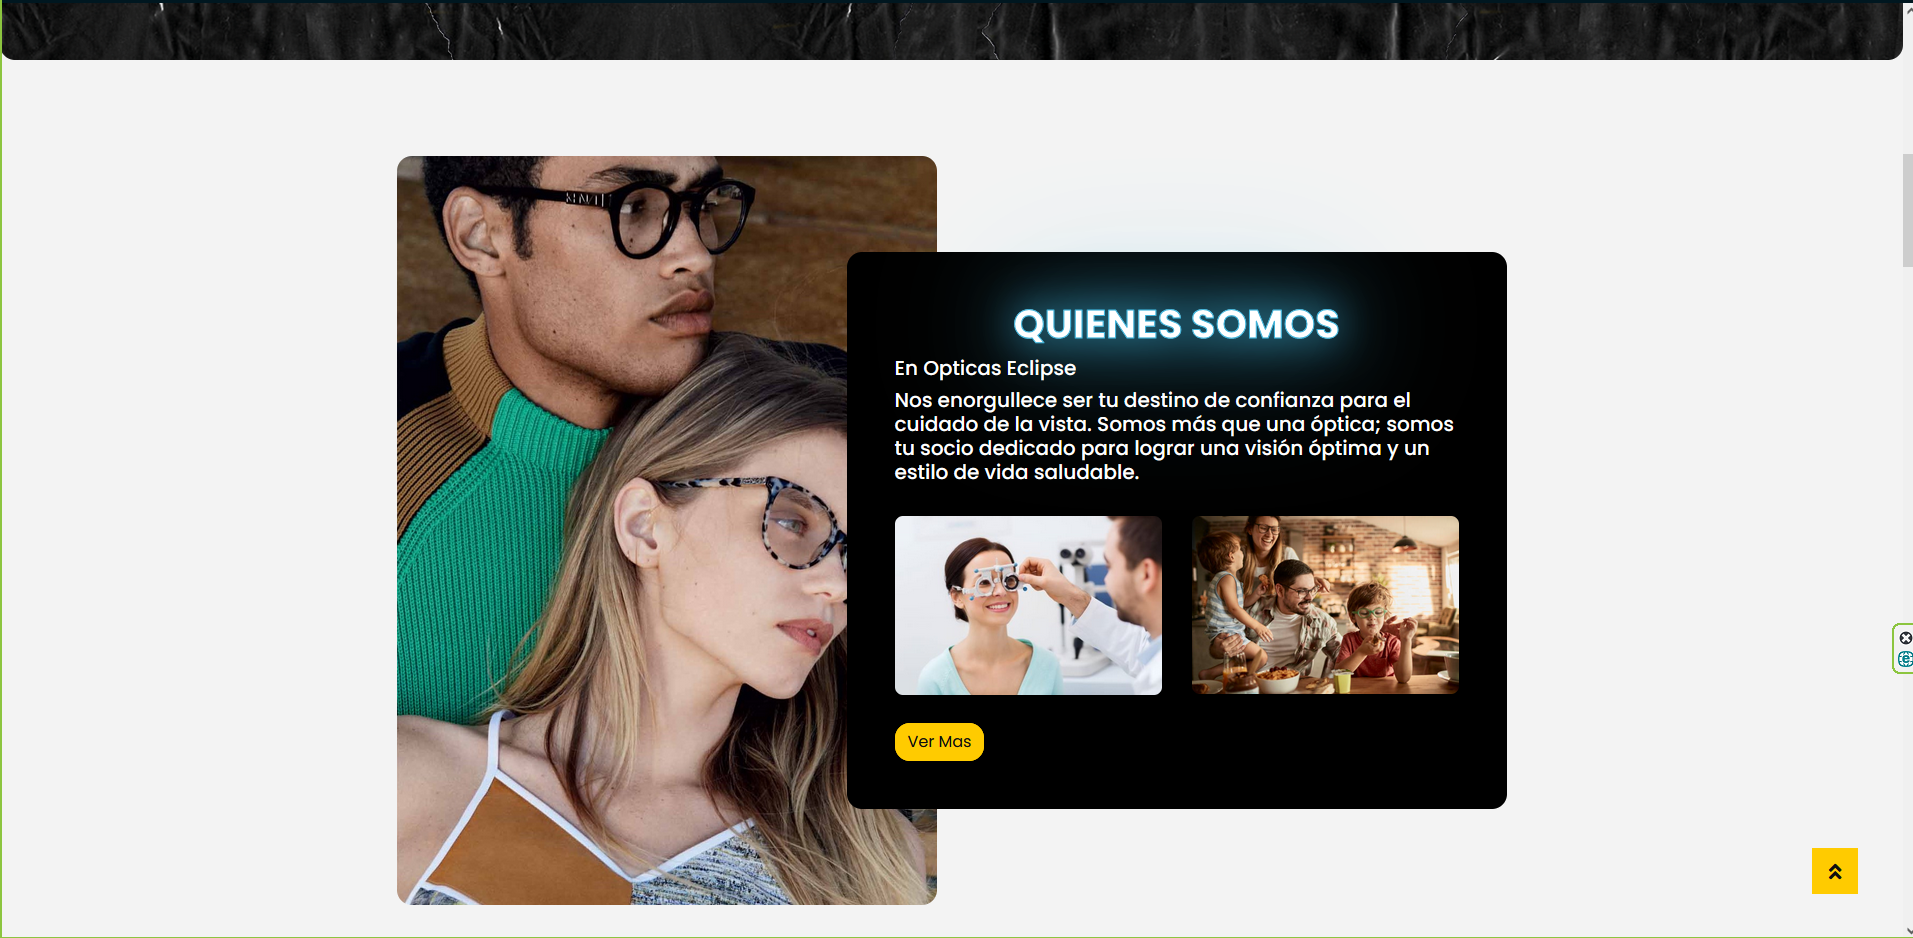 QUIENES SOMOS
En Opticas Eclipse
Nos enorgullece ser tu destino de confianza para el
cuidado de la vista. Somos más que una óptica; somos
tu socio dedicado para lograr una visión óptima y un
estilo de vida saludable.
Ver Mas